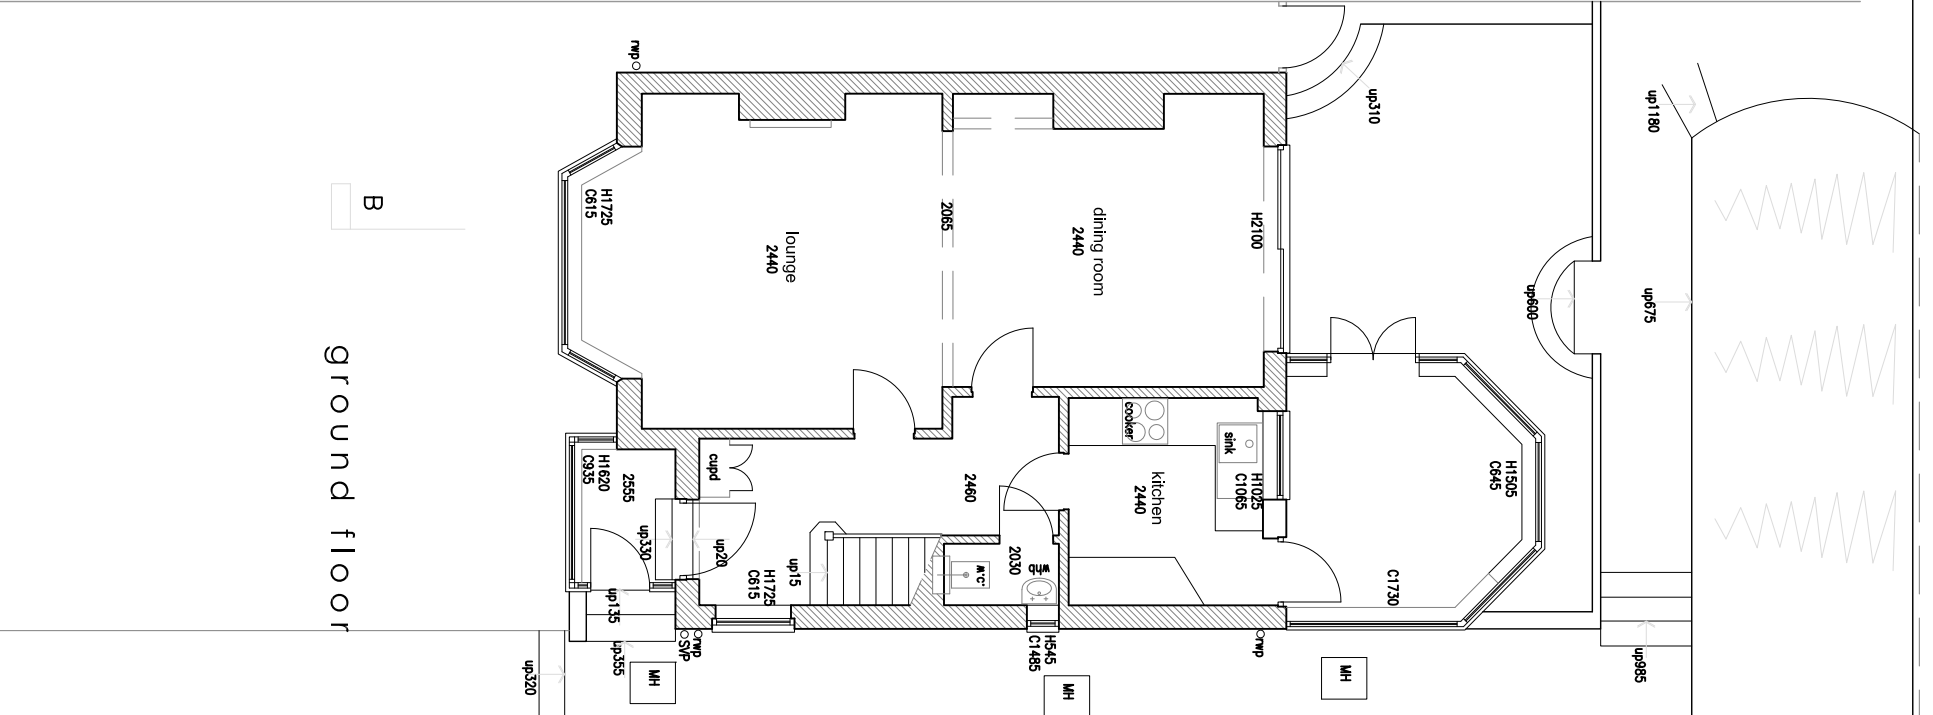 ground floor
B
rwp
H1725
C615
lounge
2440
2065
dining room
2440
H2100
up310
up1180
up600
up675
H1620
C935
2555
up330
up20
cupd
up15
H1725
C615
2460
2030
w.c.
whb
cooker
sink
kitchen
2440
H1025
C1065
H1505
C645
C1730
up135
up355
up320
SVP
rwp
MH
H545
C1485
MH
rwp
MH
up985